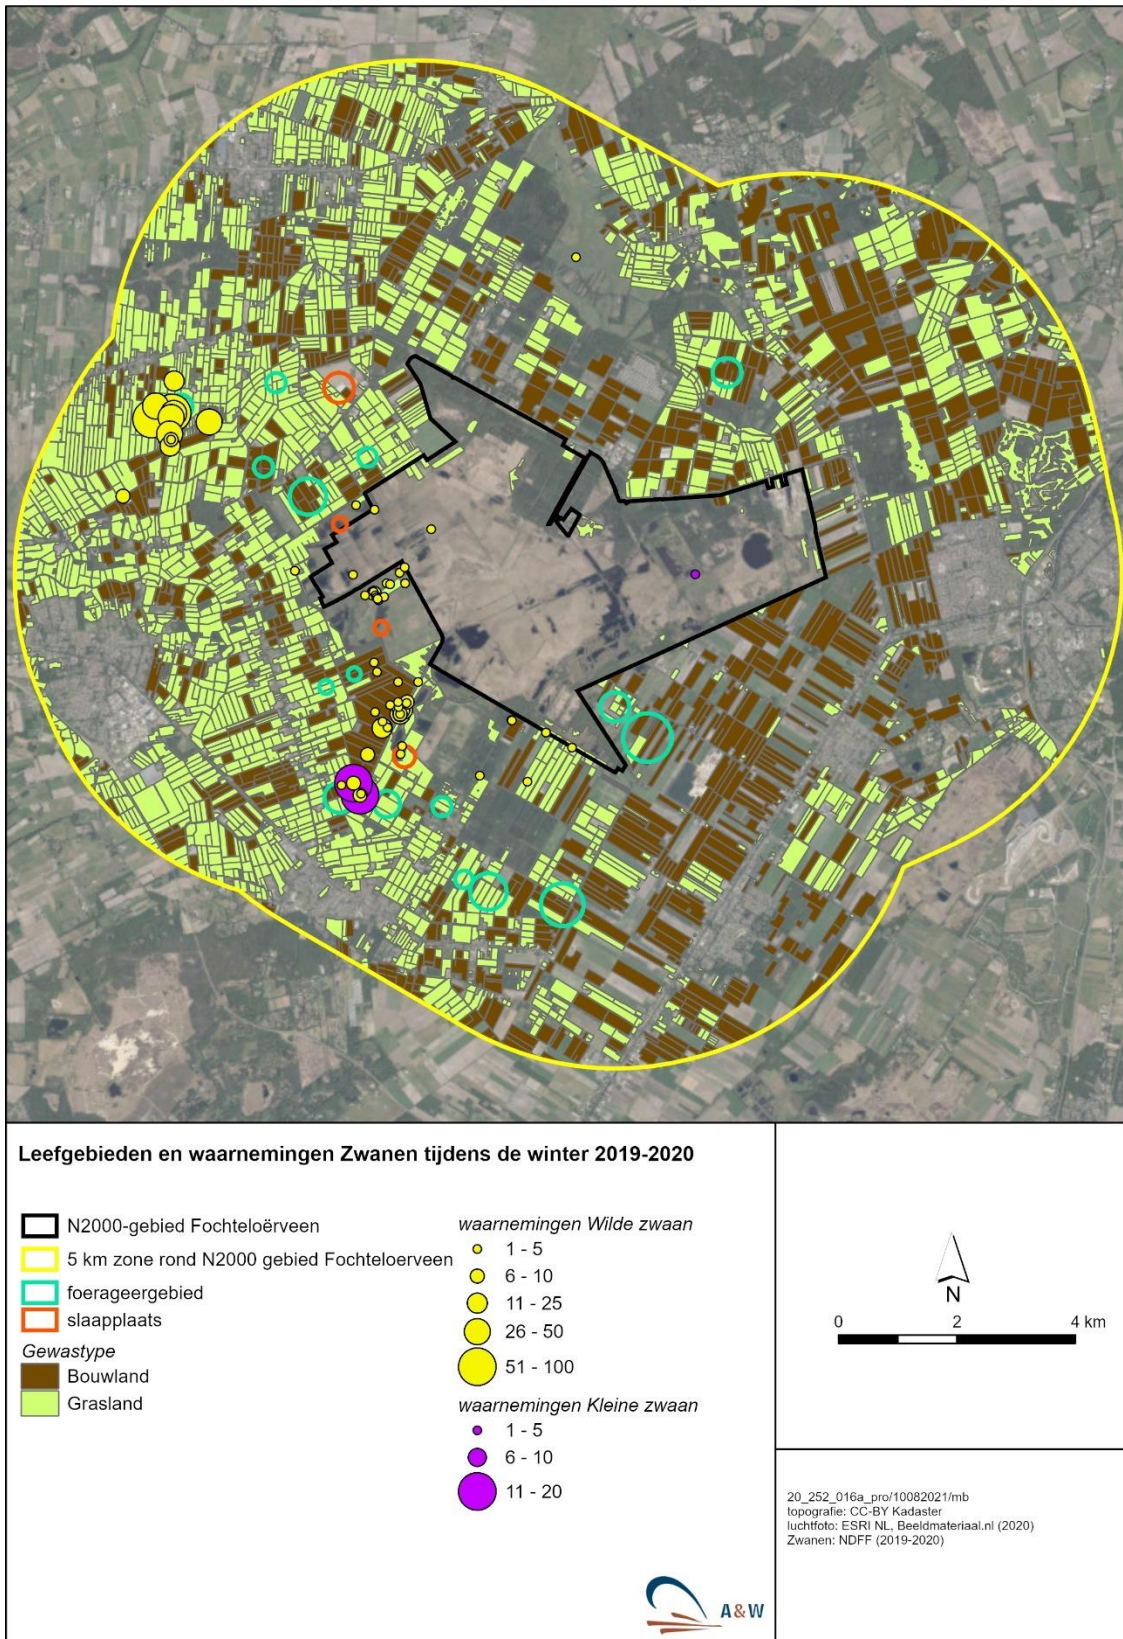 Leefgebieden en waarnemingen Zwanen tijdens de winter 2019-2020
N2000-gebied Fochteloërveen
5 km zone rond N2000 gebied Fochteloerveen
foerageergebied
slaapplaats
Gewastype
Bouwland
Grasland
waarnemingen Wilde zwaan
1 - 5
6 - 10
11 - 25
26 - 50
51 - 100
waarnemingen Kleine zwaan
1 - 5
6 - 10
11 - 20
N
0 2 4 km
20_252_016a_pro/10082021/mb
topografie: CC-BY Kadaster
luchtfoto: ESRI NL, Beeldmateriaal.nl (2020)
Zwanen: NDFF (2019-2020)
A&W